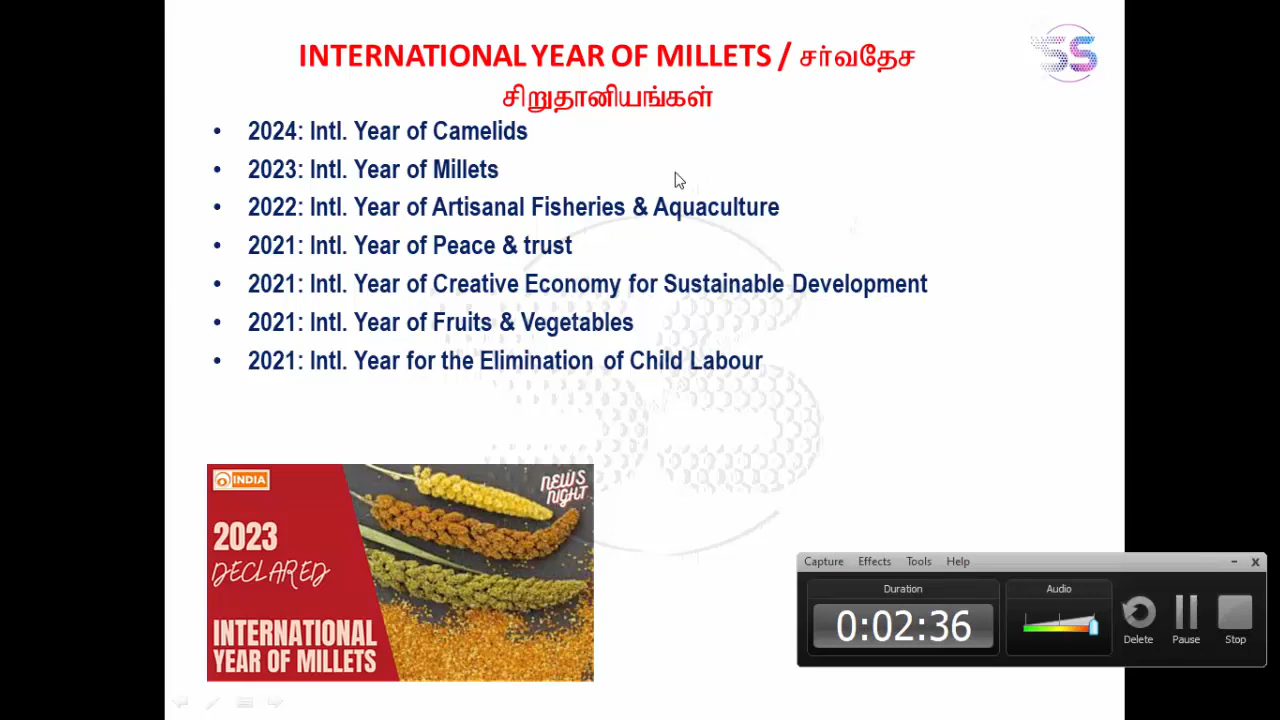 INTERNATIONAL YEAR OF MILLETS / சர்வதேச
சிறுதானியங்கள்
SS
• 2024: Intl. Year of Camelids
• 2023: Intl. Year of Millets
• 2022: Intl. Year of Artisanal Fisheries & Aquaculture
• 2021: Intl. Year of Peace & trust
• 2021: Intl. Year of Creative Economy for Sustainable Development
• 2021: Intl. Year of Fruits & Vegetables
• 2021: Intl. Year for the Elimination of Child Labour
INDIA
NEWS
NIGHT
2023
DECLARED
INTERNATIONAL
YEAR OF MILLETS
Capture Effects Tools Help
Duration
Audio
0:02:36
Delete Pause Stop